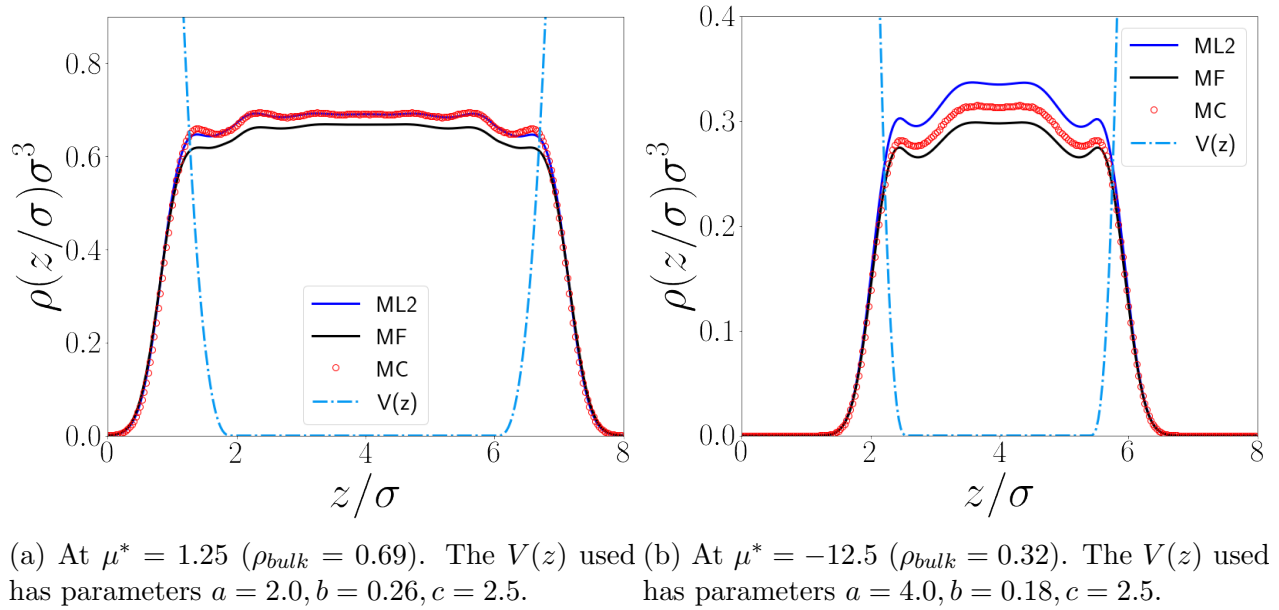 ρ(z/σ)σ³
0.8
0.6
0.4
0.2
0.0
ML2
MF
MC
V(z)
0 2 4 6 8
z/σ
ρ(z/σ)σ³
0.4
0.3
0.2
0.1
0.0
ML2
MF
MC
V(z)
0 2 4 6 8
z/σ
(a) At μ* = 1.25 (ρ_bulk = 0.69). The V(z) used
has parameters a = 2.0, b = 0.26, c = 2.5.
(b) At μ* = −12.5 (ρ_bulk = 0.32). The V(z) used
has parameters a = 4.0, b = 0.18, c = 2.5.